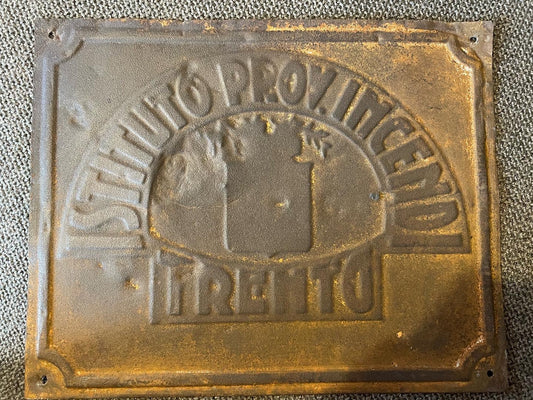 ISTITUTO PROV. INCENDI
TRENTO